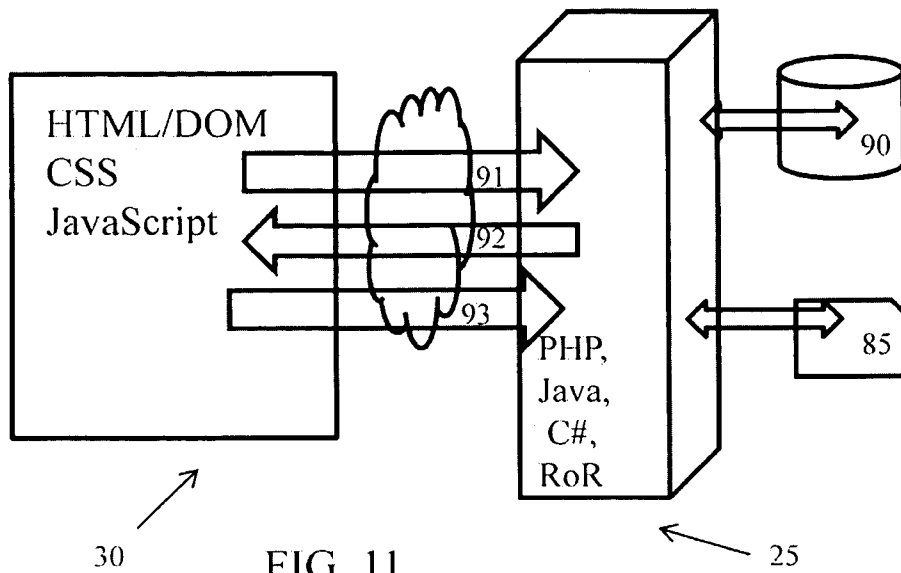 HTML/DOM
CSS
JavaScript
91
92
93
PHP,
Java,
C#,
RoR
90
85
30
25
FIG. 11